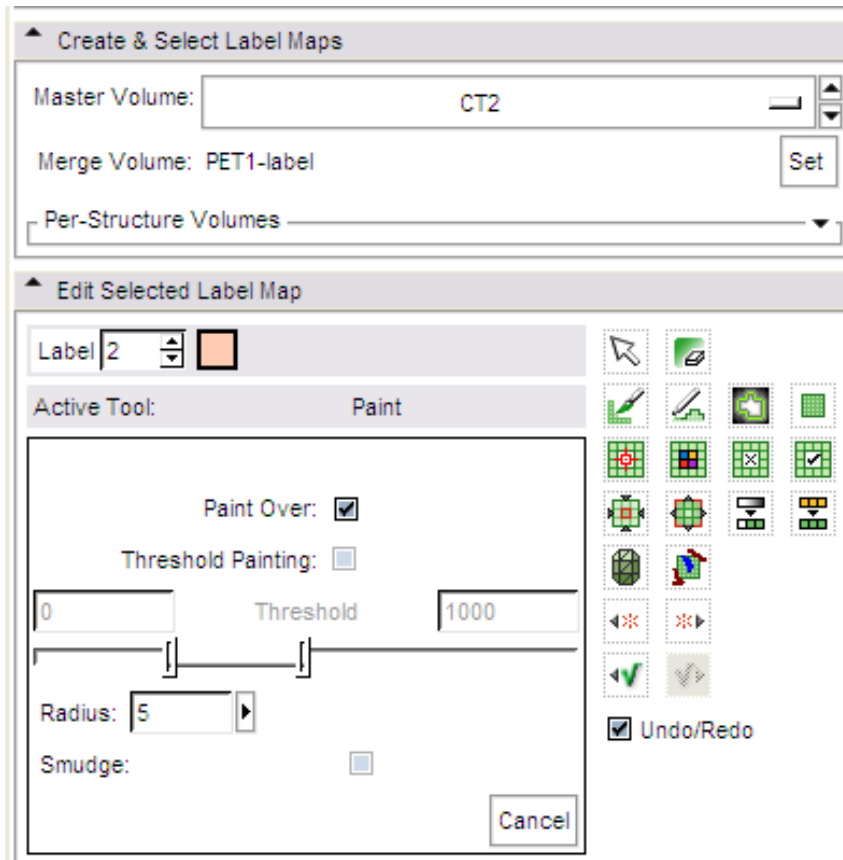 Create & Select Label Maps
Master Volume: CT2
Merge Volume: PET1-label Set
Per-Structure Volumes
Edit Selected Label Map
Label 2
Active Tool: Paint
Paint Over:
Threshold Painting:
0 Threshold 1000
Radius: 5
Undo/Redo
Smudge:
Cancel